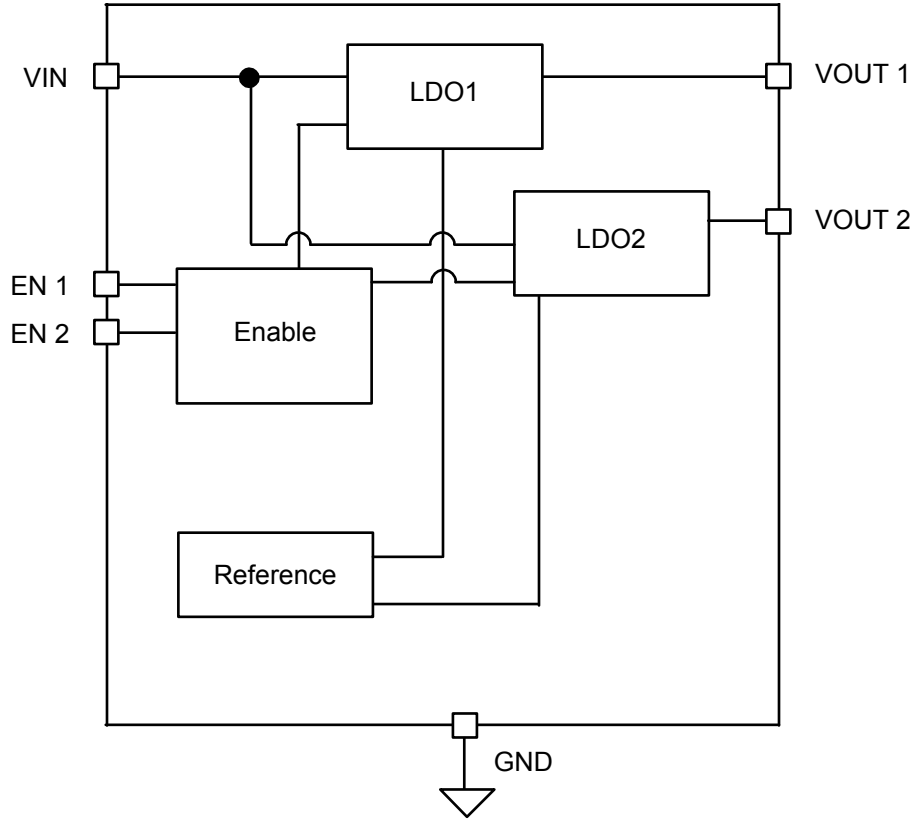 VIN
LDO1
VOUT 1
LDO2
VOUT 2
EN 1
EN 2
Enable
Reference
GND